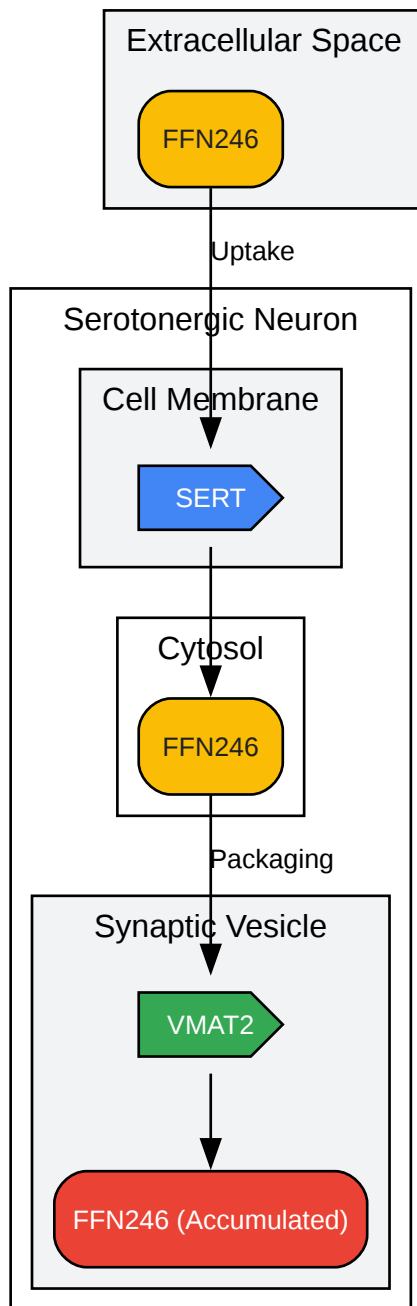 Extracellular Space
FFN246
Uptake
Serotonergic Neuron
Cell Membrane
SERT
Cytosol
FFN246
Packaging
Synaptic Vesicle
VMAT2
FFN246 (Accumulated)